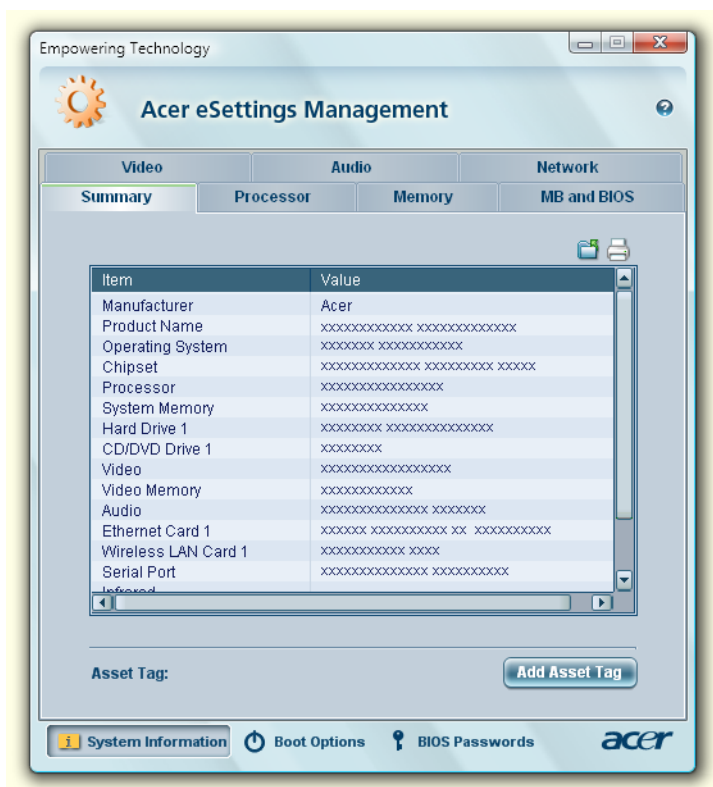 Empowering Technology
Acer eSettings Management
Video Audio Network
Summary Processor Memory MB and BIOS
Item Value
Manufacturer Acer
Product Name xxxxxxxxxxxx xxxxxxxxxxxxx
Operating System xxxxxxx xxxxxxxxxxx
Chipset xxxxxxxxxxxxx xxxxxxxxx xxxxx
Processor xxxxxxxxxxxxxxxx
System Memory xxxxxxxxxxxxxx
Hard Drive 1 xxxxxxxx xxxxxxxxxxxxxx
CD/DVD Drive 1 xxxxxxxx
Video xxxxxxxxxxxxxxxxx
Video Memory xxxxxxxxxxxx
Audio xxxxxxxxxxxxxx xxxxxxx
Ethernet Card 1 xxxxxx xxxxxxxxxx xx xxxxxxxxxx
Wireless LAN Card 1 xxxxxxxxxxx xxxx
Serial Port xxxxxxxxxxxxxx xxxxxxxxxx
Infrared
Asset Tag: Add Asset Tag
System Information Boot Options BIOS Passwords acer